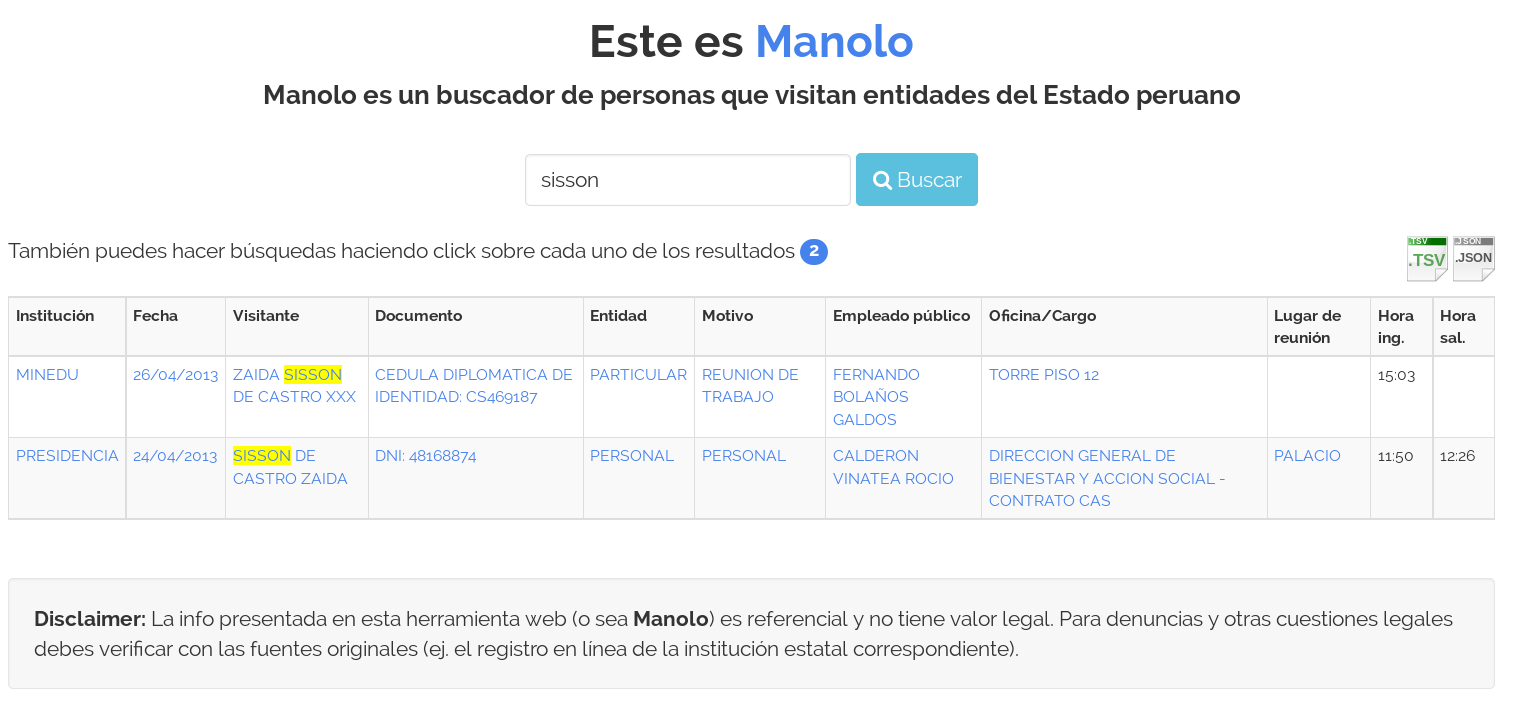 Este es Manolo
Manolo es un buscador de personas que visitan entidades del Estado peruano
sisson
Buscar
También puedes hacer búsquedas haciendo click sobre cada uno de los resultados 2
.TSV
.TSV
.JSON
.JSON
Institución Fecha Visitante Documento Entidad Motivo Empleado público Oficina/Cargo Lugar de reunión Hora ing. Hora sal.
MINEDU 26/04/2013 ZAIDA SISSON DE CASTRO XXX CEDULA DIPLOMATICA DE IDENTIDAD: CS469187 PARTICULAR REUNION DE TRABAJO FERNANDO BOLAÑOS GALDOS TORRE PISO 12 15:03
PRESIDENCIA 24/04/2013 SISSON DE CASTRO ZAIDA DNI: 48168874 PERSONAL PERSONAL CALDERON VINATEA ROCIO DIRECCION GENERAL DE BIENESTAR Y ACCION SOCIAL - CONTRATO CAS PALACIO 11:50 12:26
Disclaimer: La info presentada en esta herramienta web (o sea Manolo) es referencial y no tiene valor legal. Para denuncias y otras cuestiones legales
debes verificar con las fuentes originales (ej. el registro en línea de la institución estatal correspondiente).